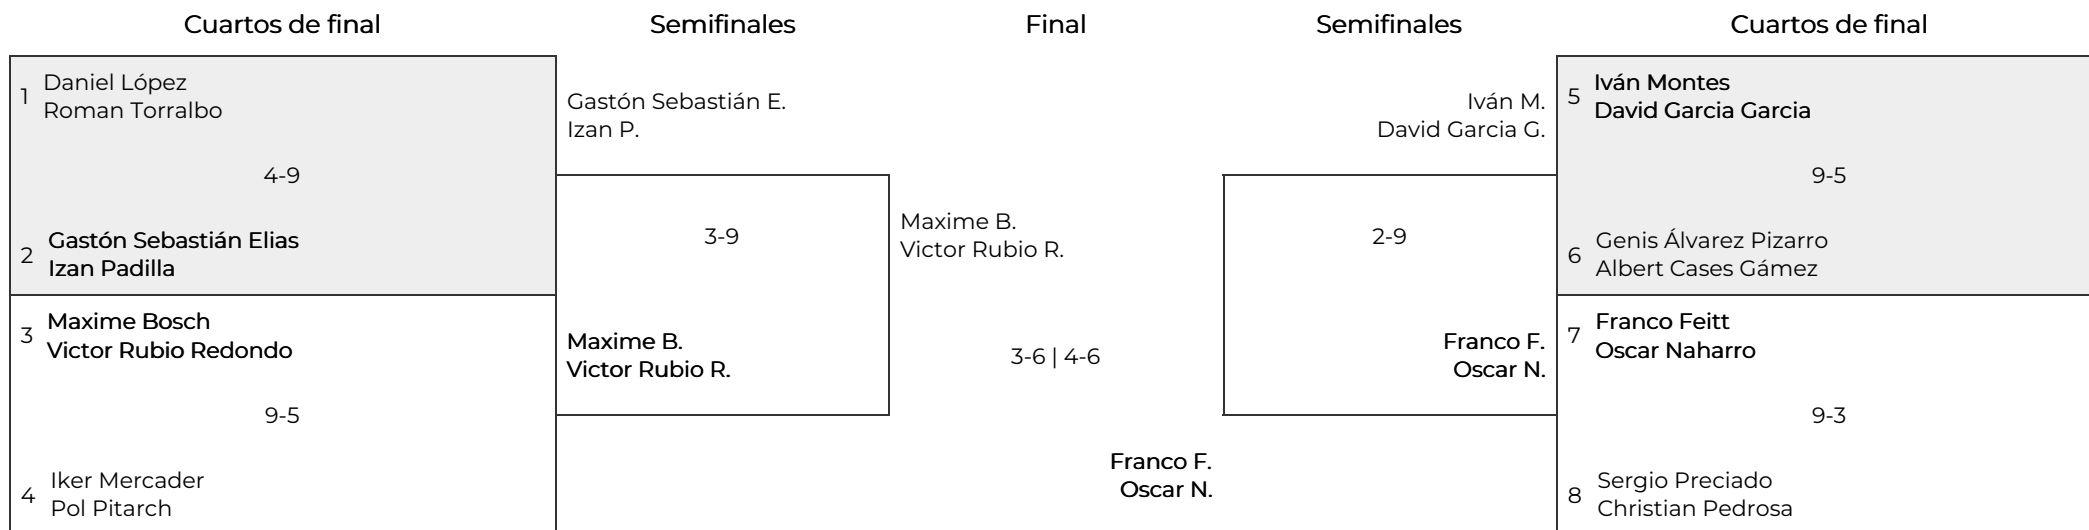 Cuartos de final
Semifinales
Final
Semifinales
Cuartos de final
1
Daniel López
Roman Torralbo
4-9
2
Gastón Sebastián Elias
Izan Padilla
3
Maxime Bosch
Victor Rubio Redondo
9-5
4
Iker Mercader
Pol Pitarch
Gastón Sebastián E.
Izan P.
3-9
Maxime B.
Victor Rubio R.
Maxime B.
Victor Rubio R.
3-6 | 4-6
Franco F.
Oscar N.
Iván M.
David Garcia G.
2-9
Franco F.
Oscar N.
5
Iván Montes
David Garcia Garcia
9-5
6
Genis Álvarez Pizarro
Albert Cases Gámez
7
Franco Feitt
Oscar Naharro
9-3
8
Sergio Preciado
Christian Pedrosa